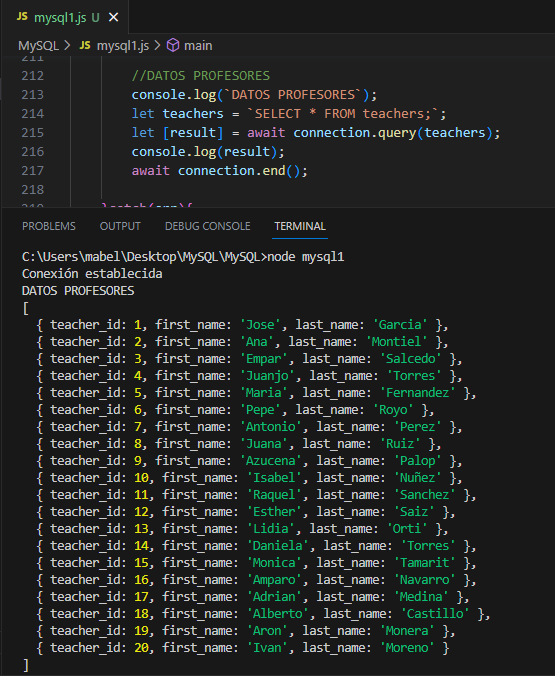 JS mysql1.js U ×
MySQL > JS mysql1.js > main
211
212 //DATOS PROFESORES
213 console.log(`DATOS PROFESORES`);
214 let teachers = `SELECT * FROM teachers;`;
215 let [result] = await connection.query(teachers);
216 console.log(result);
217 await connection.end();
218
219 }catch(err){
PROBLEMS OUTPUT DEBUG CONSOLE TERMINAL
C:\Users\mabel\Desktop\MySQL\MySQL>node mysql1
Conexión establecida
DATOS PROFESORES
[
{ teacher_id: 1, first_name: 'Jose', last_name: 'Garcia' },
{ teacher_id: 2, first_name: 'Ana', last_name: 'Montiel' },
{ teacher_id: 3, first_name: 'Empar', last_name: 'Salcedo' },
{ teacher_id: 4, first_name: 'Juanjo', last_name: 'Torres' },
{ teacher_id: 5, first_name: 'Maria', last_name: 'Fernandez' },
{ teacher_id: 6, first_name: 'Pepe', last_name: 'Royo' },
{ teacher_id: 7, first_name: 'Antonio', last_name: 'Perez' },
{ teacher_id: 8, first_name: 'Juana', last_name: 'Ruiz' },
{ teacher_id: 9, first_name: 'Azucena', last_name: 'Palop' },
{ teacher_id: 10, first_name: 'Isabel', last_name: 'Nuñez' },
{ teacher_id: 11, first_name: 'Raquel', last_name: 'Sanchez' },
{ teacher_id: 12, first_name: 'Esther', last_name: 'Saiz' },
{ teacher_id: 13, first_name: 'Lidia', last_name: 'Orti' },
{ teacher_id: 14, first_name: 'Daniela', last_name: 'Torres' },
{ teacher_id: 15, first_name: 'Monica', last_name: 'Tamarit' },
{ teacher_id: 16, first_name: 'Amparo', last_name: 'Navarro' },
{ teacher_id: 17, first_name: 'Adrian', last_name: 'Medina' },
{ teacher_id: 18, first_name: 'Alberto', last_name: 'Castillo' },
{ teacher_id: 19, first_name: 'Aron', last_name: 'Monera' },
{ teacher_id: 20, first_name: 'Ivan', last_name: 'Moreno' }
]